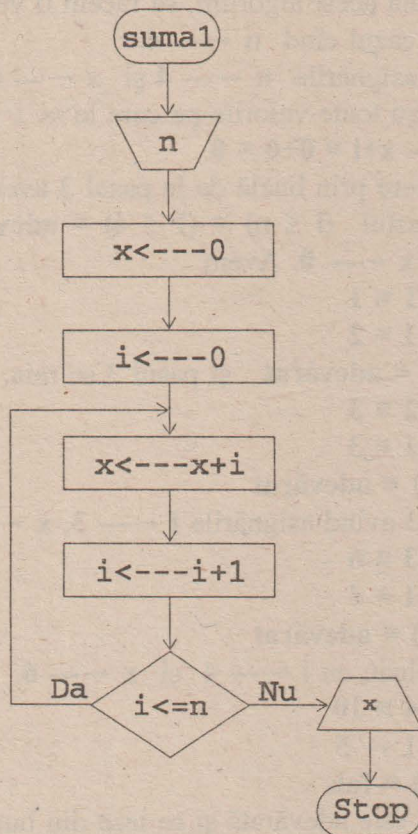 suma1
n
x<---0
i<---0
x<---x+i
i<---i+1
Da
i<=n
Nu
x
Stop